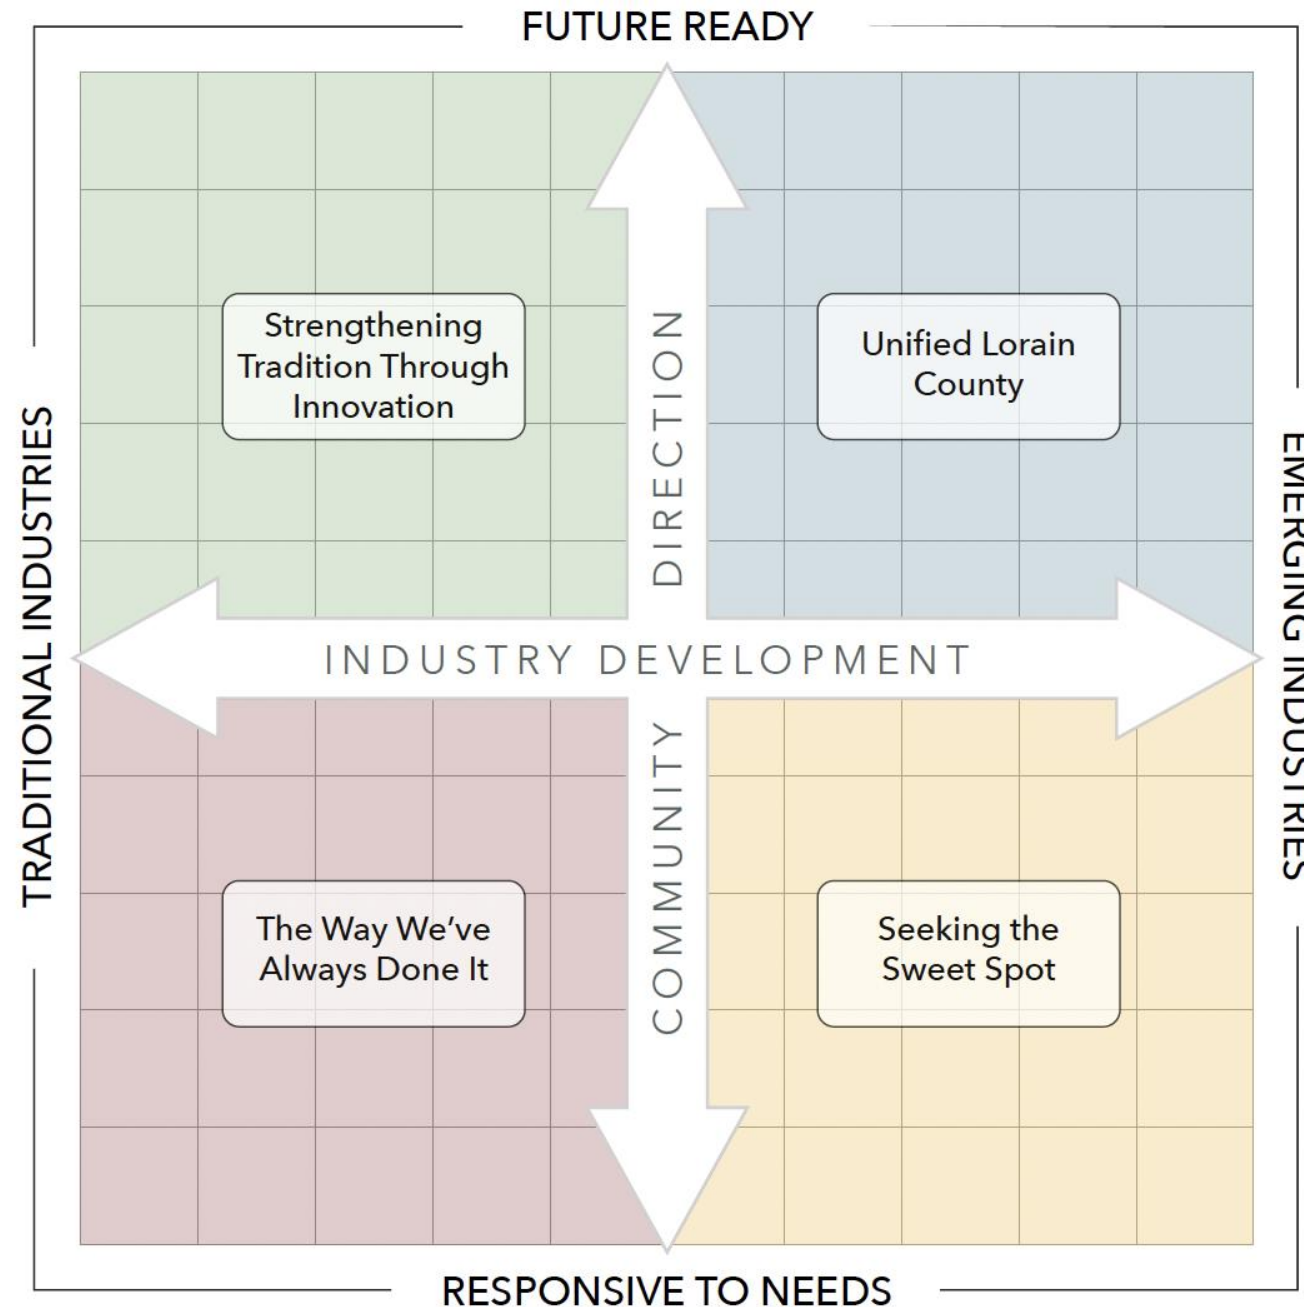 FUTURE READY
Strengthening
Tradition Through
Innovation
Unified Lorain
County
DIRECTION
TRADITIONAL INDUSTRIES
EMERGING INDUSTRIES
INDUSTRY DEVELOPMENT
COMMUNITY
The Way We’ve
Always Done It
Seeking the
Sweet Spot
RESPONSIVE TO NEEDS